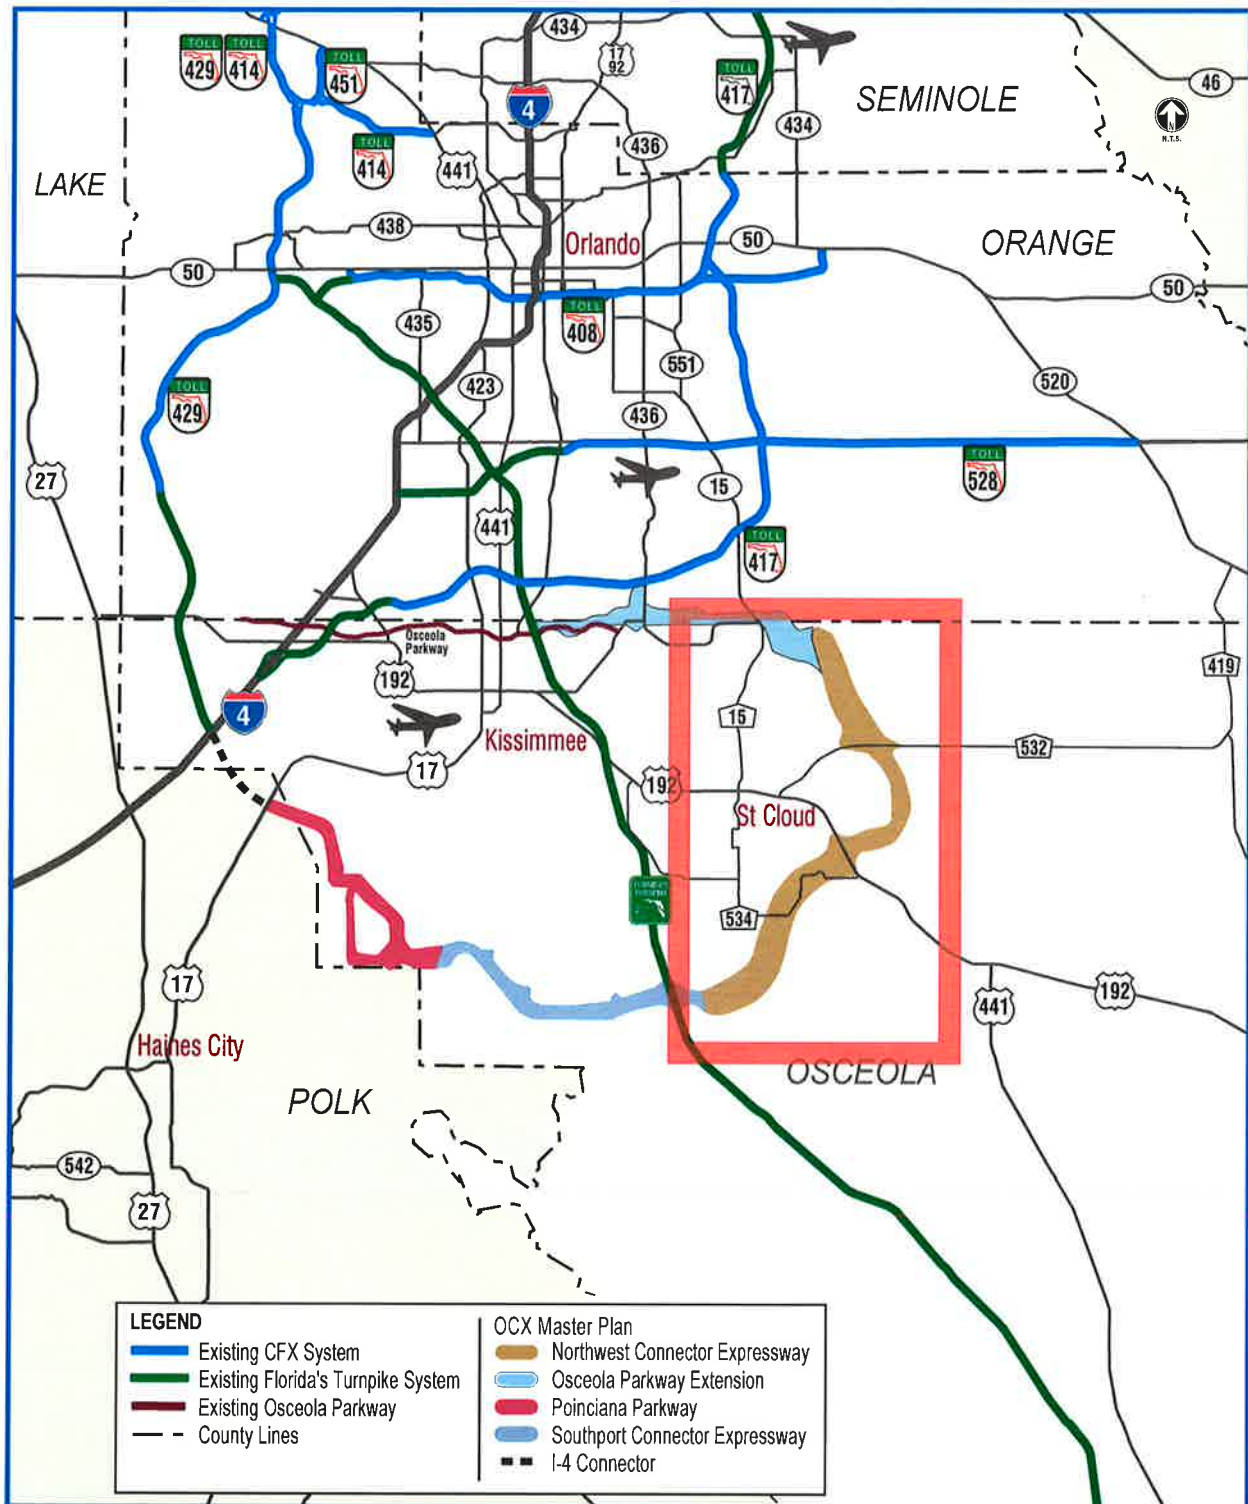 434
17
92
TOLL
429
TOLL
414
TOLL
451
TOLL
417
46
4
SEMINOLE
N
N.T.S.
434
436
TOLL
414
441
LAKE
438
Orlando
50
ORANGE
50
50
435
TOLL
408
551
520
TOLL
429
423
436
27
15
TOLL
528
441
TOLL
417
Osceola
Parkway
192
419
4
15
532
Kissimmee
17
192
St Cloud
534
17
441
192
Haines City
OSCEOLA
POLK
542
27
LEGEND
Existing CFX System
Existing Florida's Turnpike System
Existing Osceola Parkway
County Lines
OCX Master Plan
Northwest Connector Expressway
Osceola Parkway Extension
Poinciana Parkway
Southport Connector Expressway
I-4 Connector